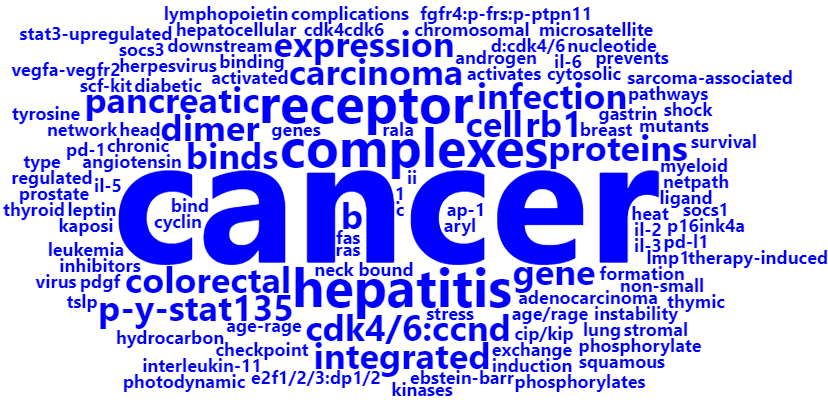 lymphopoietin complications fgfr4:p-frs:p-ptpn11
stat3-upregulated hepatocellular cdk4cdk6 chromosomal microsatellite
socs3 downstream expression androgen d:cdk4/6 nucleotide
vegfa-vegfr2 herpesvirus binding il-6 prevents
activated carcinoma activates cytosolic sarcoma-associated
scf-kit diabetic pancreatic receptor infection pathways
tyrosine gastrin shock
network head dimer genes rala cell rb1 breast mutants
pd-1 chronic binds complexes proteins survival
type angiotensin myeloid
regulated il-5 cancer ii netpath
prostate 1 ligand
thyroid leptin bind b c ap-1 heat socs1
kaposi cyclin aryl il-2 p16ink4a
leukemia fas il-3 pd-l1
inhibitors ras lmp1 therapy-induced
virus pdgf colorectal neck bound hepatitis gene formation
non-small
tslp p-y-stat135 adenocarcinoma thymic
stress age/rage instability
hydrocarbon age-rage cdk4/6:ccnd cip/kip lung stromal
checkpoint integrated exchange phosphorylate
interleukin-11 induction squamous
photodynamic e2f1/2/3:dp1/2 ebstein-barr phosphorylates
kinases